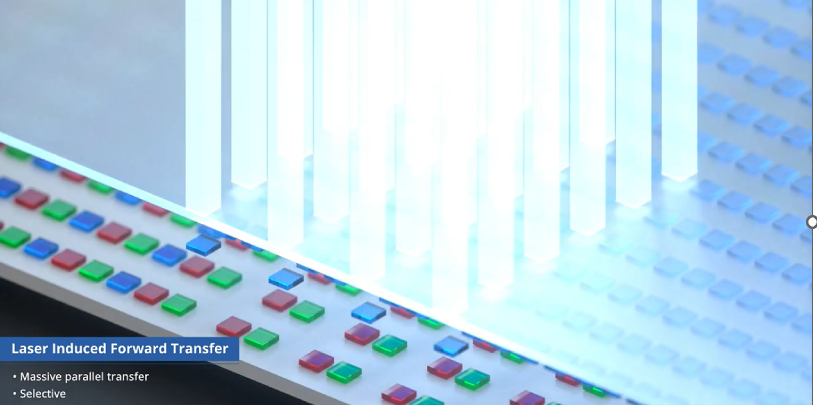 Laser Induced Forward Transfer
• Massive parallel transfer
• Selective